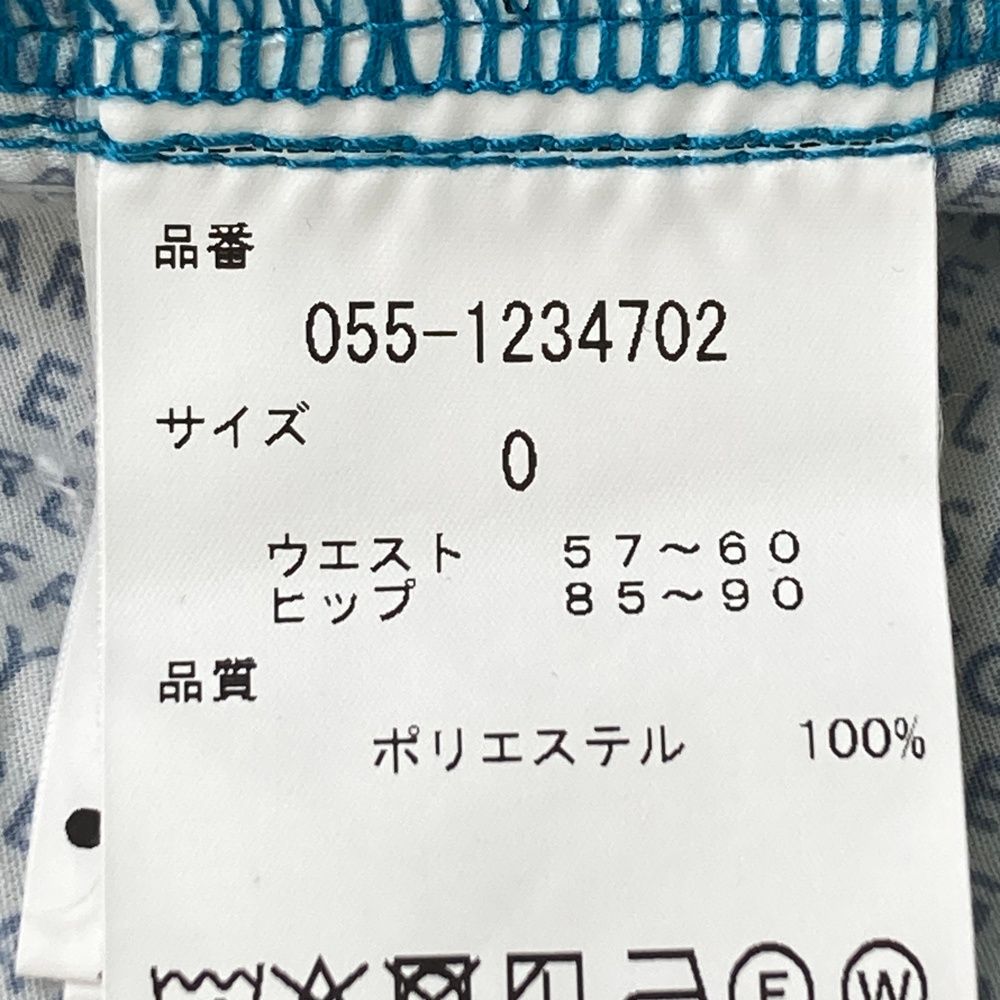 品番
055-1234702
サイズ
0
ウエスト　５７～６０
ヒップ　８５～９０
品質
ポリエステル　100%
F W